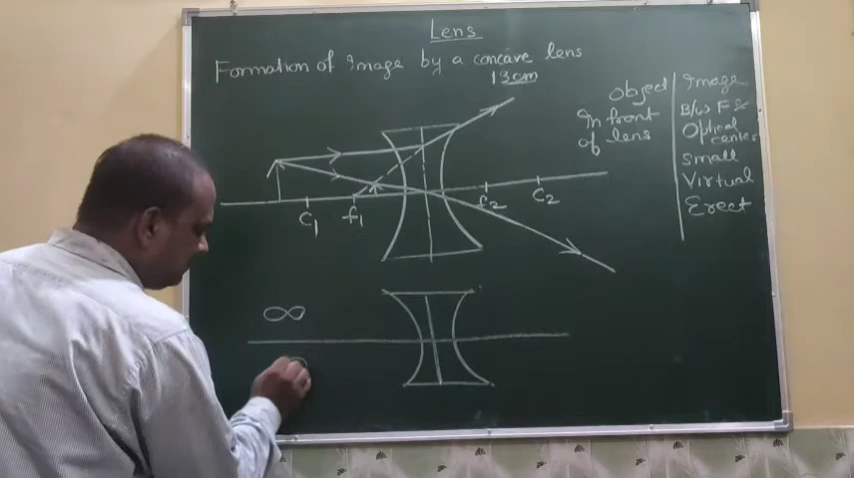 Lens
Formation of Image by a concave lens
13cm
object
In front
of lens
Image
B/w F &
Optical
center
Small
Virtual
Erect
C1 f1 f2 C2
∞